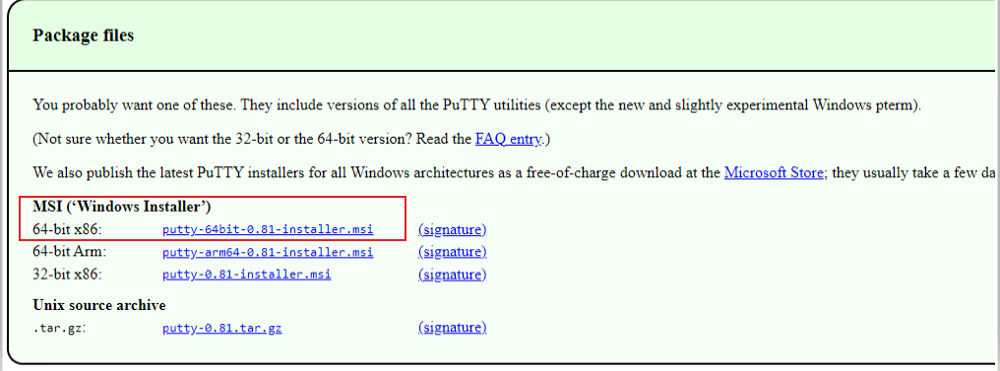 Package files
You probably want one of these. They include versions of all the PuTTY utilities (except the new and slightly experimental Windows pterm).
(Not sure whether you want the 32-bit or the 64-bit version? Read the FAQ entry.)
We also publish the latest PuTTY installers for all Windows architectures as a free-of-charge download at the Microsoft Store; they usually take a few da
MSI (‘Windows Installer’)
64-bit x86: putty-64bit-0.81-installer.msi (signature)
64-bit Arm: putty-arm64-0.81-installer.msi (signature)
32-bit x86: putty-0.81-installer.msi (signature)
Unix source archive
.tar.gz: putty-0.81.tar.gz (signature)